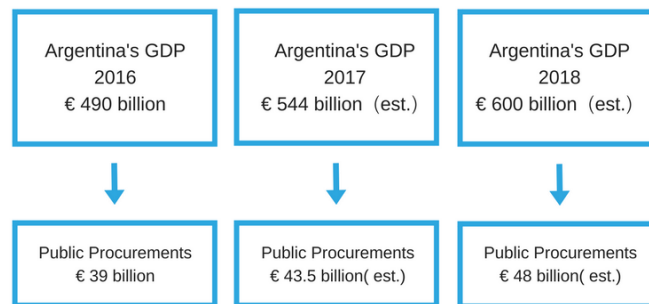 Argentina's GDP
2016
€ 490 billion
Argentina's GDP
2017
€ 544 billion（est.）
Argentina's GDP
2018
€ 600 billion（est.）
Public Procurements
€ 39 billion
Public Procurements
€ 43.5 billion( est.)
Public Procurements
€ 48 billion( est.)